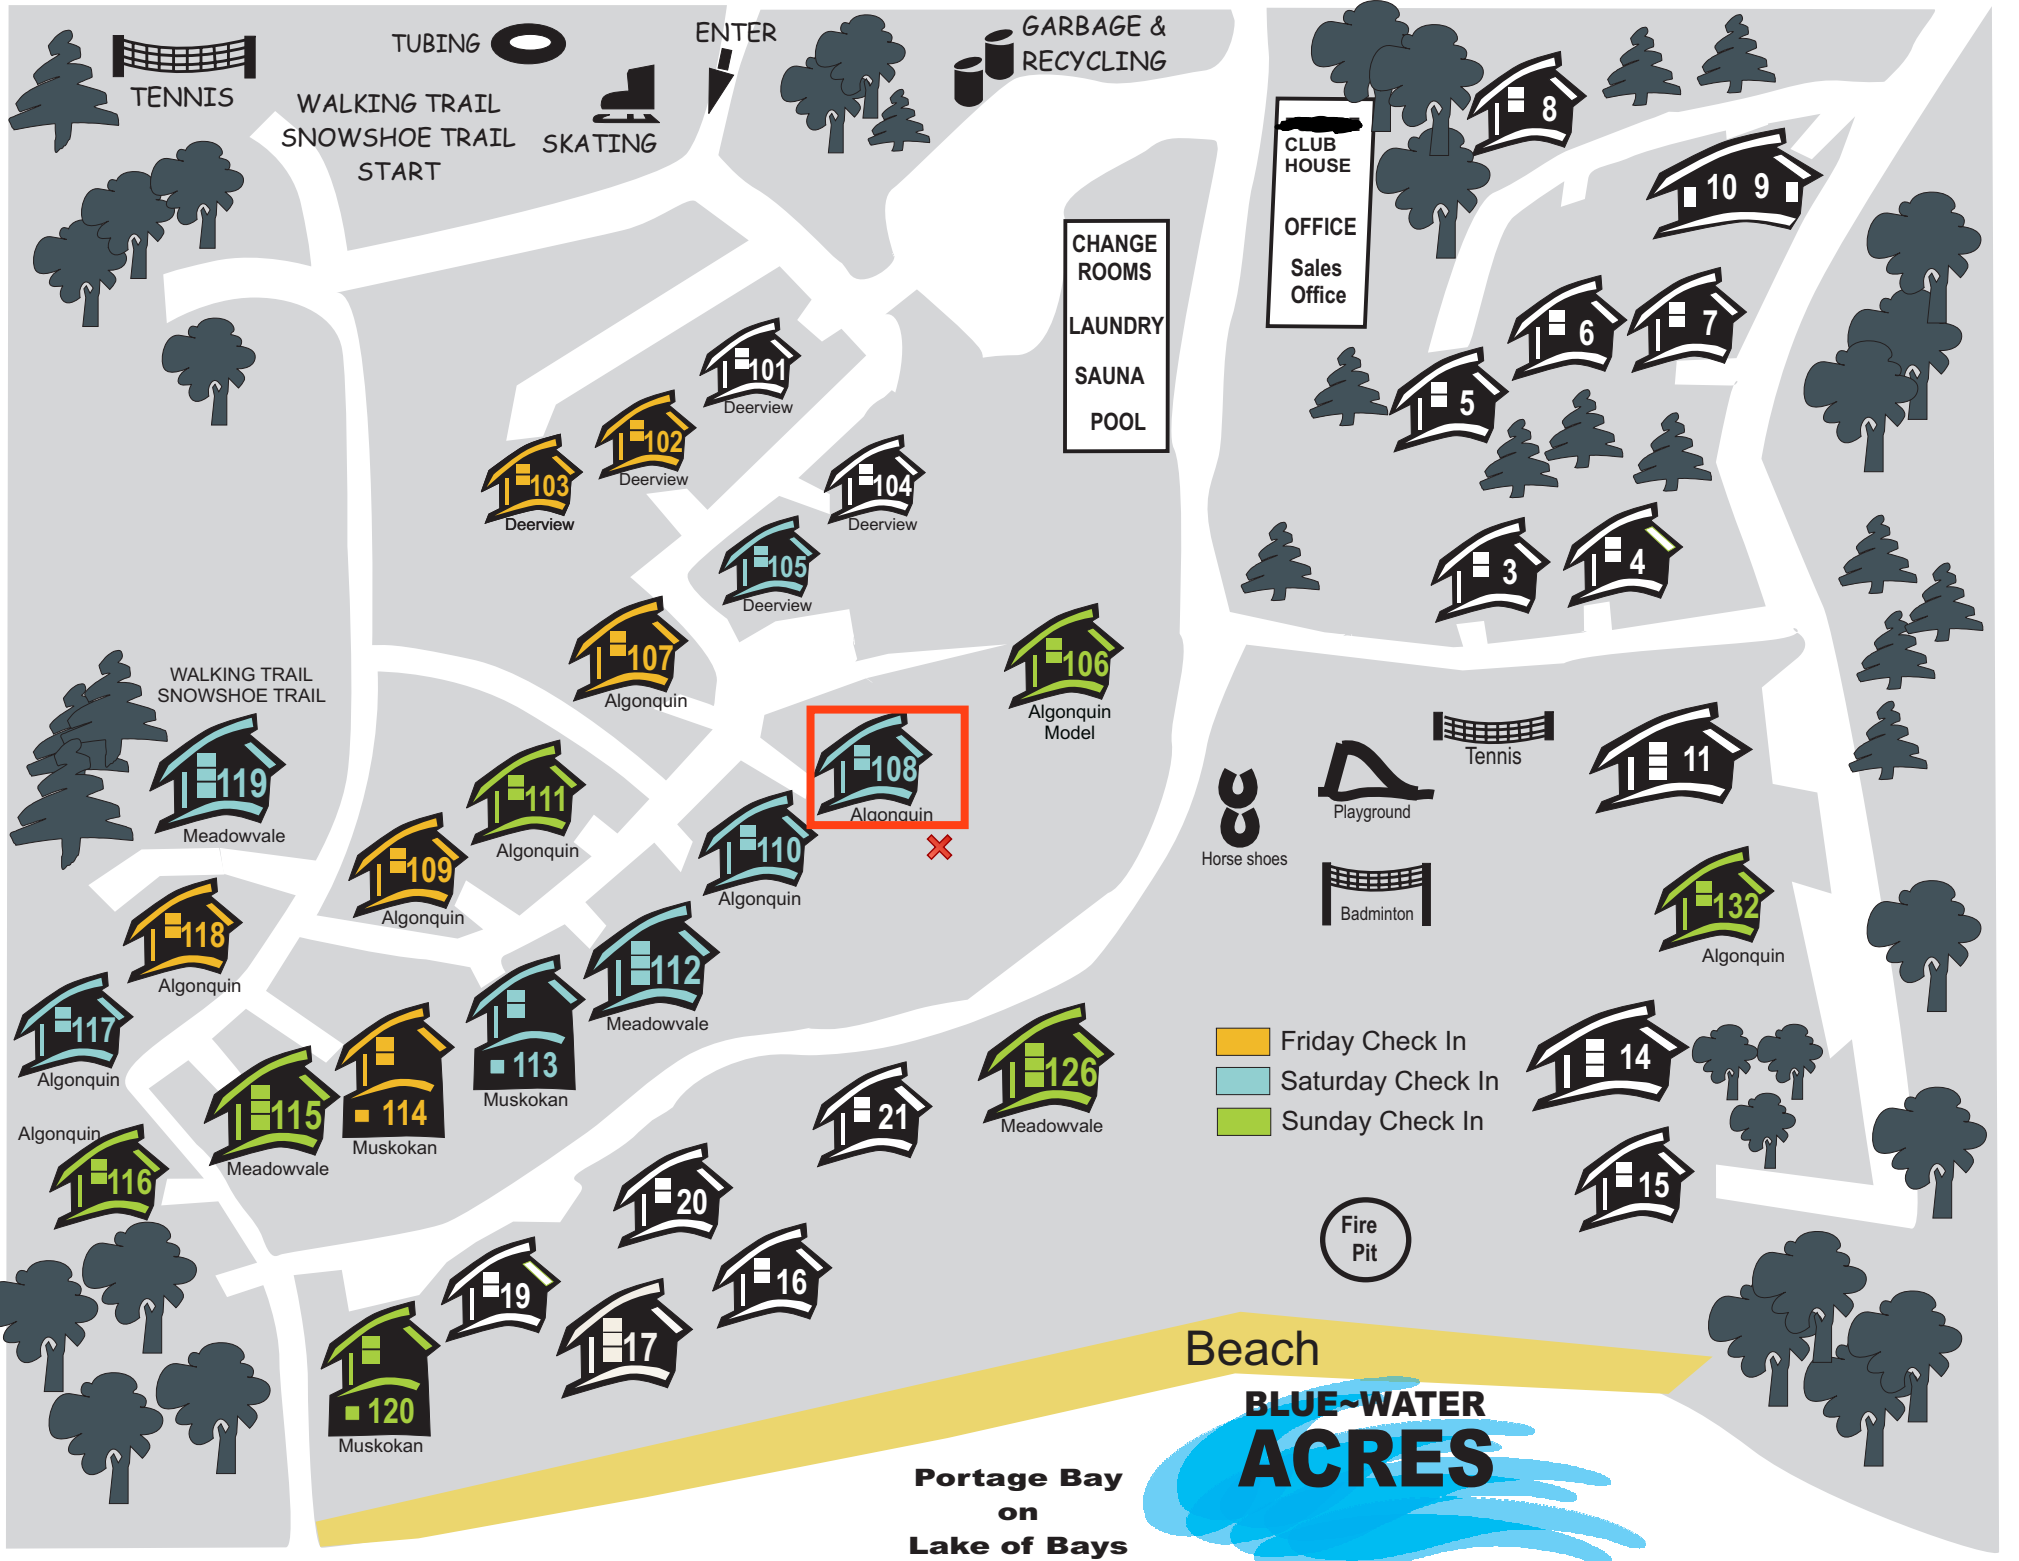 TENNIS
TUBING
WALKING TRAIL
SNOWSHOE TRAIL
START
SKATING
ENTER
GARBAGE &
RECYCLING
CLUB
HOUSE
OFFICE
Sales
Office
CHANGE
ROOMS
LAUNDRY
SAUNA
POOL
8
10 9
6
7
5
3
4
101
Deerview
102
Deerview
103
Deerview
104
Deerview
105
Deerview
107
Algonquin
106
Algonquin
Model
WALKING TRAIL
SNOWSHOE TRAIL
119
Meadowvale
108
Algonquin
111
Algonquin
110
Algonquin
109
Algonquin
118
Algonquin
112
Meadowvale
117
Algonquin
113
Muskokan
114
Muskokan
115
Meadowvale
Algonquin
116
Tennis
Playground
Horse shoes
Badminton
11
132
Algonquin
126
Meadowvale
Friday Check In
Saturday Check In
Sunday Check In
14
15
21
20
16
19
17
120
Muskokan
Fire
Pit
Beach
BLUE~WATER
ACRES
Portage Bay
on
Lake of Bays